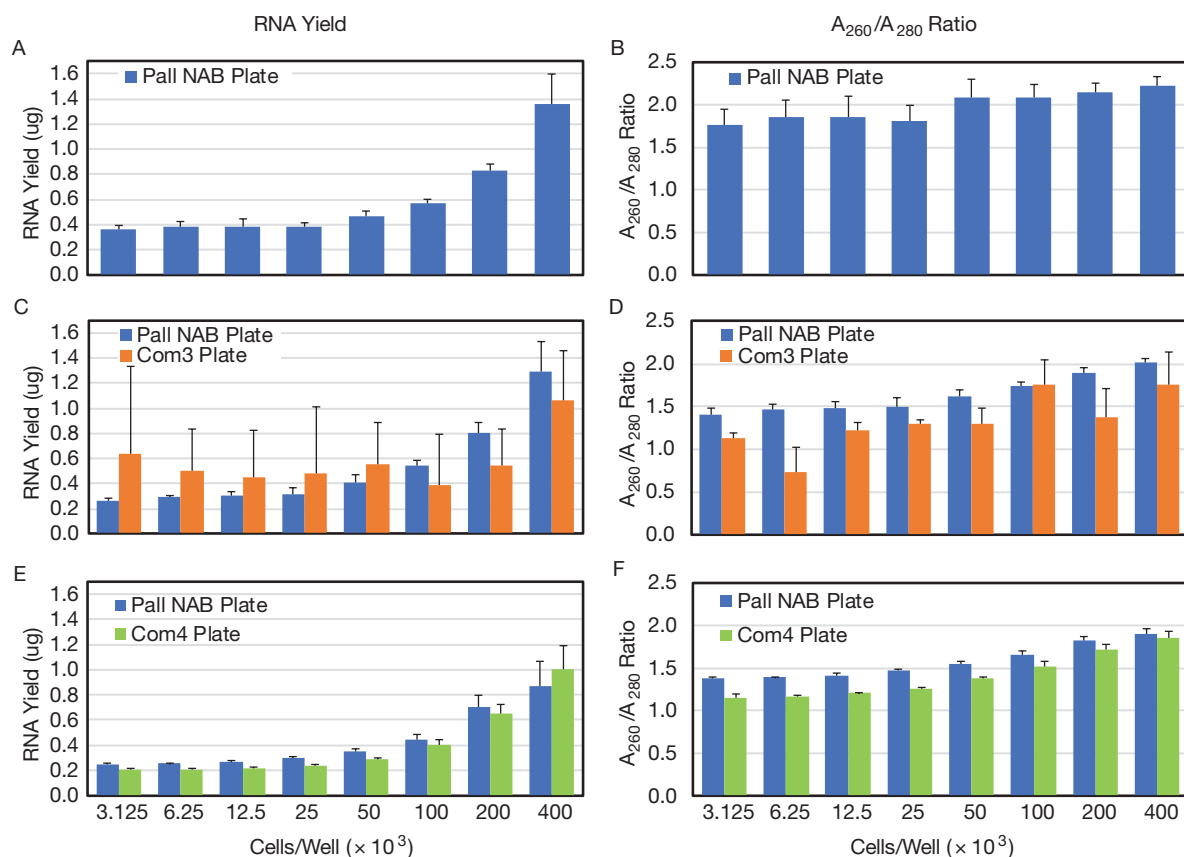 RNA Yield
A260/A280 Ratio
A
RNA Yield (ug)
1.6
1.4
1.2
1.0
0.8
0.6
0.4
0.2
0.0
Pall NAB Plate
B
A260/A280 Ratio
2.5
2.0
1.5
1.0
0.5
0.0
Pall NAB Plate
C
RNA Yield (ug)
1.6
1.4
1.2
1.0
0.8
0.6
0.4
0.2
0.0
Pall NAB Plate
Com3 Plate
D
A260/A280 Ratio
2.5
2.0
1.5
1.0
0.5
0.0
Pall NAB Plate
Com3 Plate
E
RNA Yield (ug)
1.6
1.4
1.2
1.0
0.8
0.6
0.4
0.2
0.0
Pall NAB Plate
Com4 Plate
3.125 6.25 12.5 25 50 100 200 400
Cells/Well (× 10³)
F
A260/A280 Ratio
2.5
2.0
1.5
1.0
0.5
0.0
Pall NAB Plate
Com4 Plate
3.125 6.25 12.5 25 50 100 200 400
Cells/Well (× 10³)